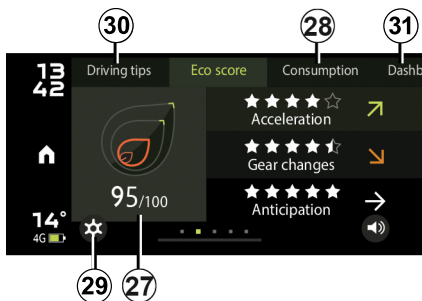 30
28
31
13
42
Driving tips
Eco score
Consumption
Dashb
Acceleration
Gear changes
95/100
Anticipation
14°
4G
29
27